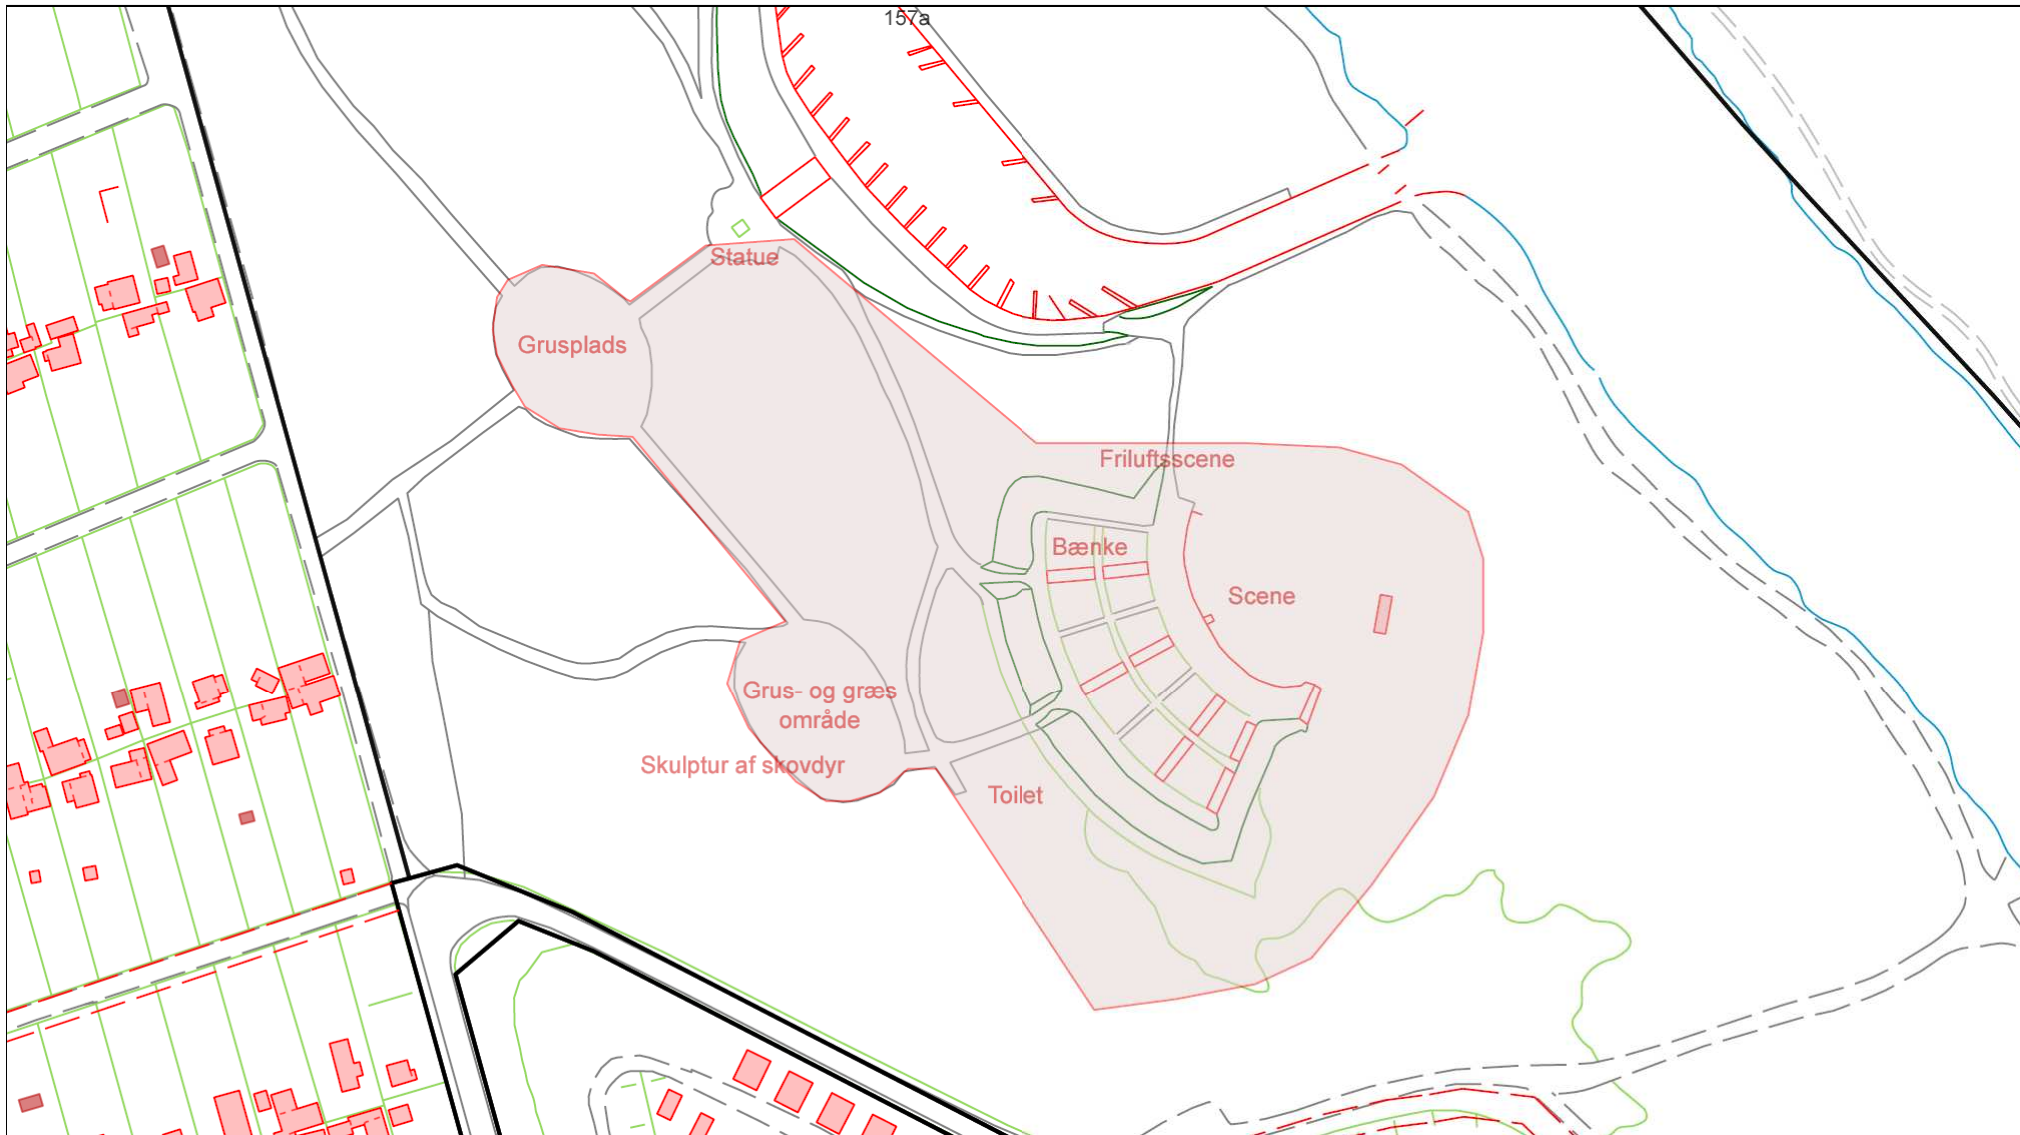 157a
Statue
Grusplads
Friluftsscene
Bænke
Scene
Grus- og græs
område
Skulptur af skovdyr
Toilet